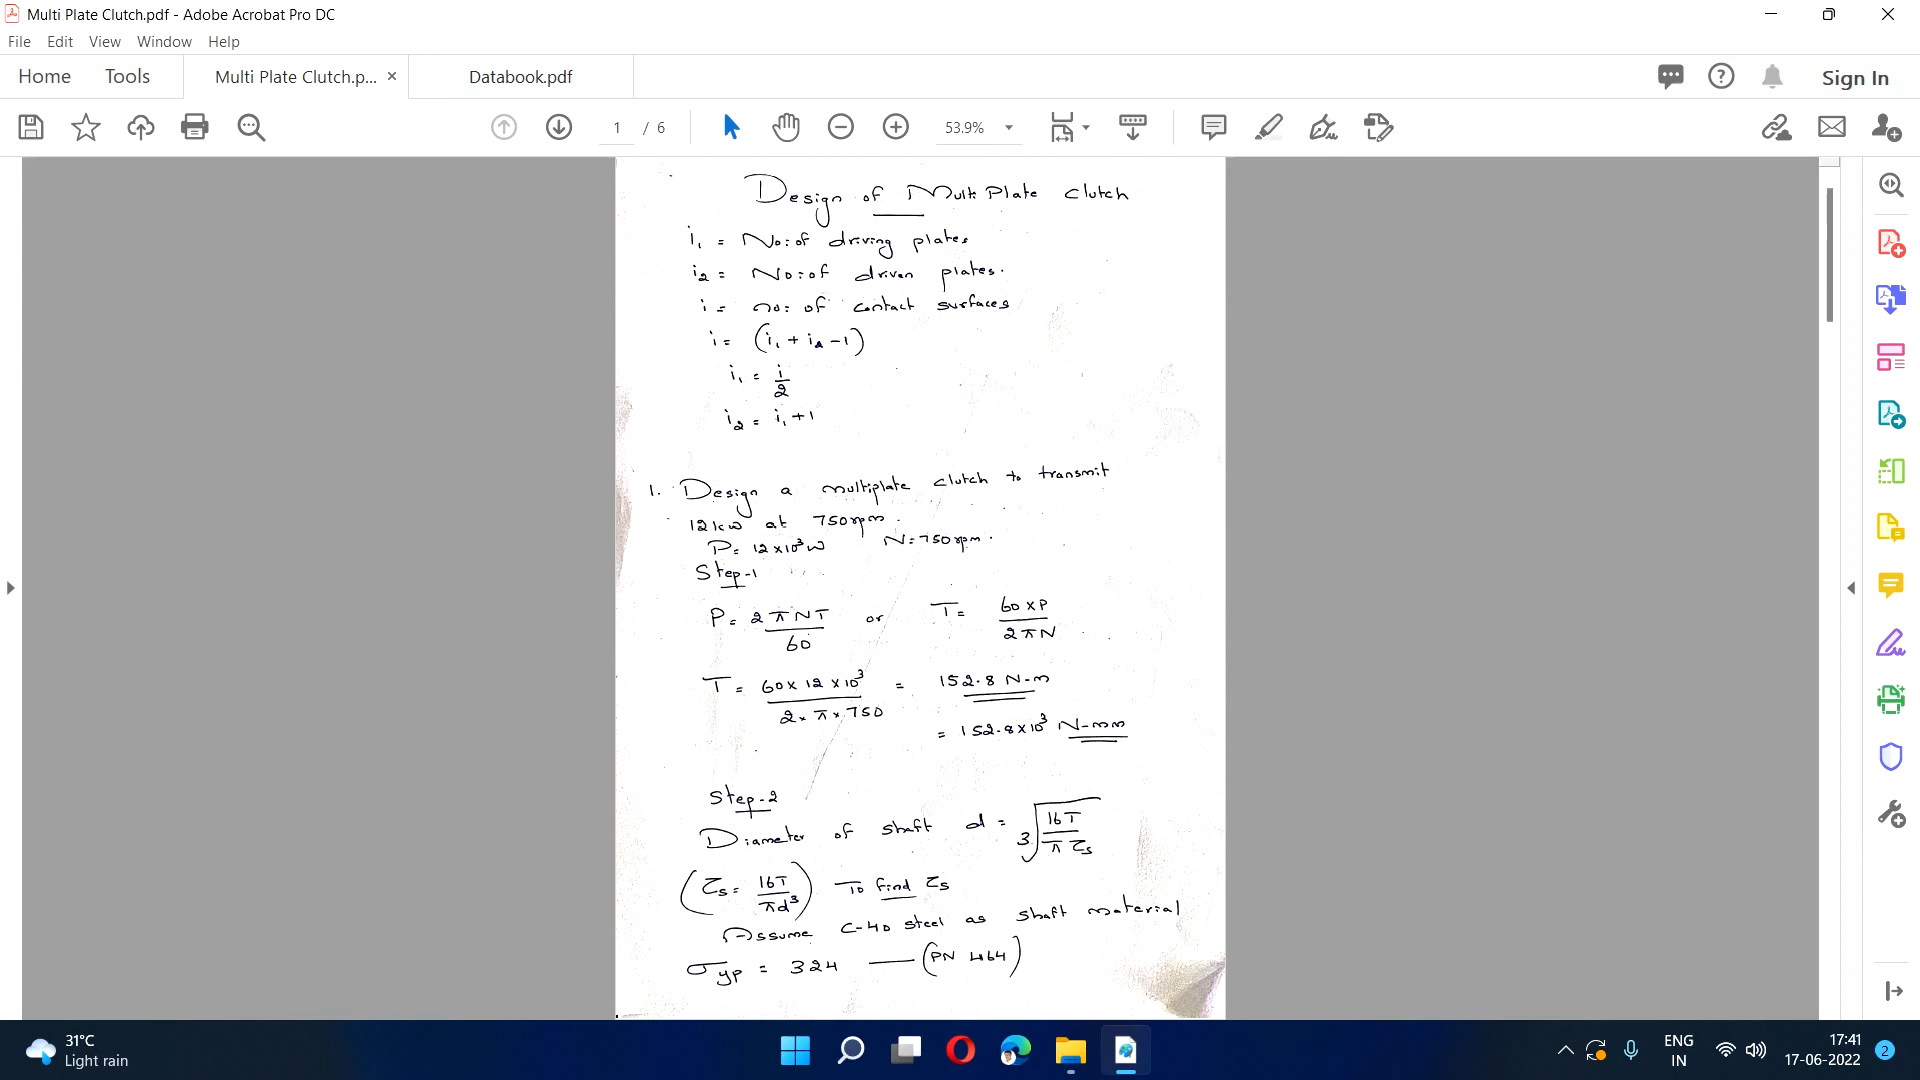 Multi Plate Clutch.pdf - Adobe Acrobat Pro DC
File Edit View Window Help
Home Tools Multi Plate Clutch.p... × Databook.pdf Sign In
1 / 6 53.9%
Design of Multi Plate clutch
i₁ = No: of driving plates
i₂ = No: of driven plates.
i = no: of contact surfaces
i = (i₁ + i₂ - 1)
i₁ = i/2
i₂ = i₁ + 1
1. Design a multiplate clutch to transmit
12kw at 750rpm.
P = 12 x 10³ W N = 750 rpm.
Step-1
P = 2πNT/60 or T = 60 x P/2πN
T = 60 x 12 x 10³/2 x π x 750 = 152.8 N-m
= 152.8 x 10³ N-mm
Step-2
Diameter of shaft d = ³√(16T/π τs)
(τs = 16T/πd³) To find τs
Assume C-40 steel as shaft material
σyp = 324 — (PN 464)
31°C
Light rain
ENG
IN
17:41
17-06-2022
2